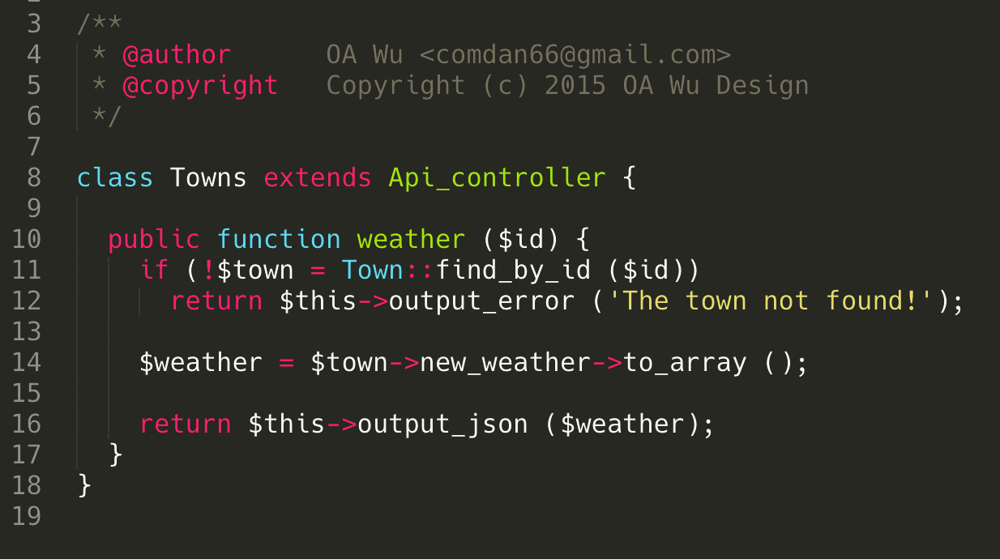 3 /**
4  * @author      OA Wu <comdan66@gmail.com>
5  * @copyright   Copyright (c) 2015 OA Wu Design
6  */
7
8 class Towns extends Api_controller {
9
10   public function weather ($id) {
11     if (!$town = Town::find_by_id ($id))
12       return $this->output_error ('The town not found!');
13
14     $weather = $town->new_weather->to_array ();
15
16     return $this->output_json ($weather);
17   }
18 }
19